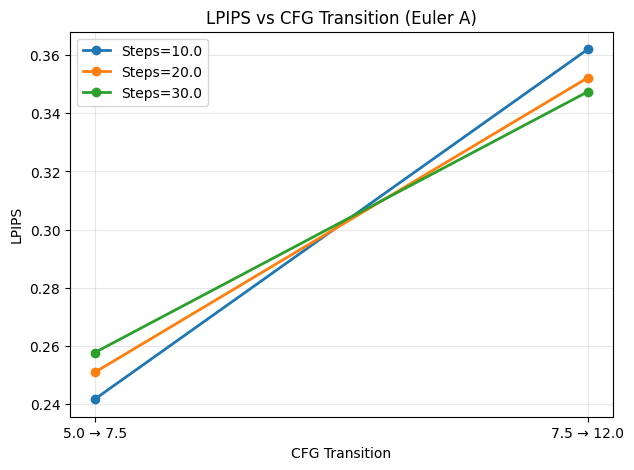 LPIPS vs CFG Transition (Euler A)
Steps=10.0
Steps=20.0
Steps=30.0
LPIPS
0.36
0.34
0.32
0.30
0.28
0.26
0.24
5.0 → 7.5
7.5 → 12.0
CFG Transition